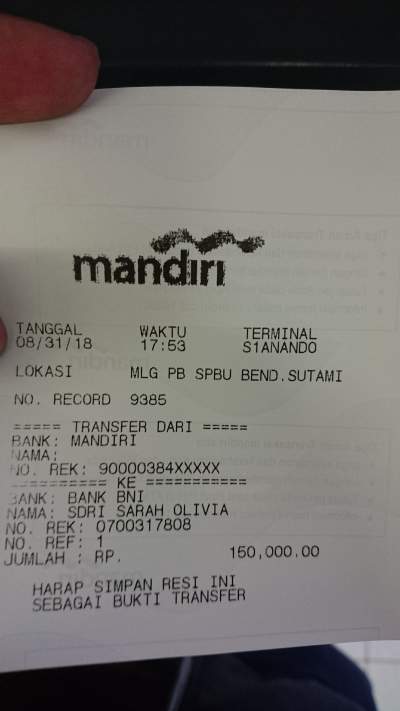 mandiri
TANGGAL WAKTU TERMINAL
08/31/18 17:53 S1ANANDO
LOKASI MLG PB SPBU BEND.SUTAMI
NO. RECORD 9385
===== TRANSFER DARI =====
BANK: MANDIRI
NAMA:
NO. REK: 90000384XXXXX
========== KE ===========
BANK: BANK BNI
NAMA: SDRI SARAH OLIVIA
NO. REK: 0700317808
NO. REF: 1
JUMLAH : RP. 150,000.00
HARAP SIMPAN RESI INI
SEBAGAI BUKTI TRANSFER